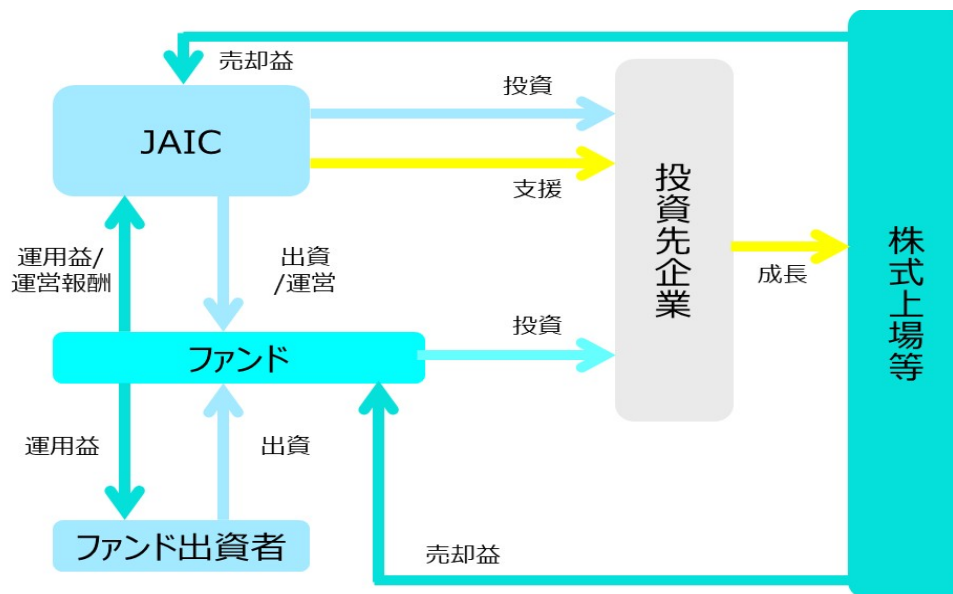 売却益
投資
JAIC
支援
投資先企業
株式上場等
成長
運用益/
運営報酬
出資
/運営
投資
ファンド
運用益
出資
ファンド出資者
売却益